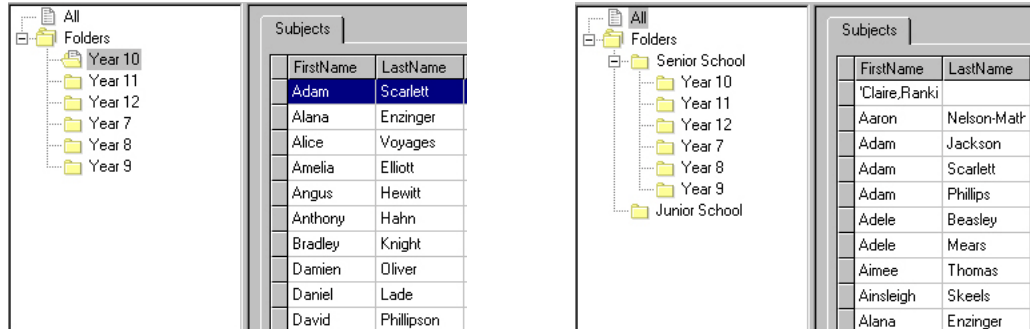 All
Folders
Year 10
Year 11
Year 12
Year 7
Year 8
Year 9
Subjects
FirstName LastName
Adam Scarlett
Alana Enzinger
Alice Voyages
Amelia Elliott
Angus Hewitt
Anthony Hahn
Bradley Knight
Damien Oliver
Daniel Lade
David Phillipson
All
Folders
Senior School
Year 10
Year 11
Year 12
Year 7
Year 8
Year 9
Junior School
Subjects
FirstName LastName
'Claire,Ranki
Aaron Nelson-Math
Adam Jackson
Adam Scarlett
Adam Phillips
Adele Beasley
Adele Mears
Aimee Thomas
Ainsleigh Skeels
Alana Enzinger